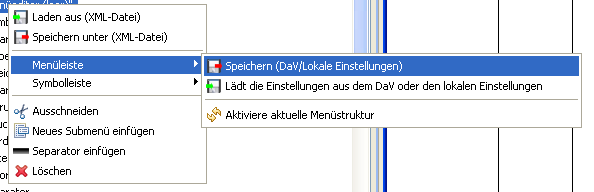 Laden aus (XML-Datei)
Speichern unter (XML-Datei)
Menüleiste
Symbolleiste
Ausschneiden
Neues Submenü einfügen
Separator einfügen
Löschen
Speichern (DaV/Lokale Einstellungen)
Lädt die Einstellungen aus dem DaV oder den lokalen Einstellungen
Aktiviere aktuelle Menüstruktur